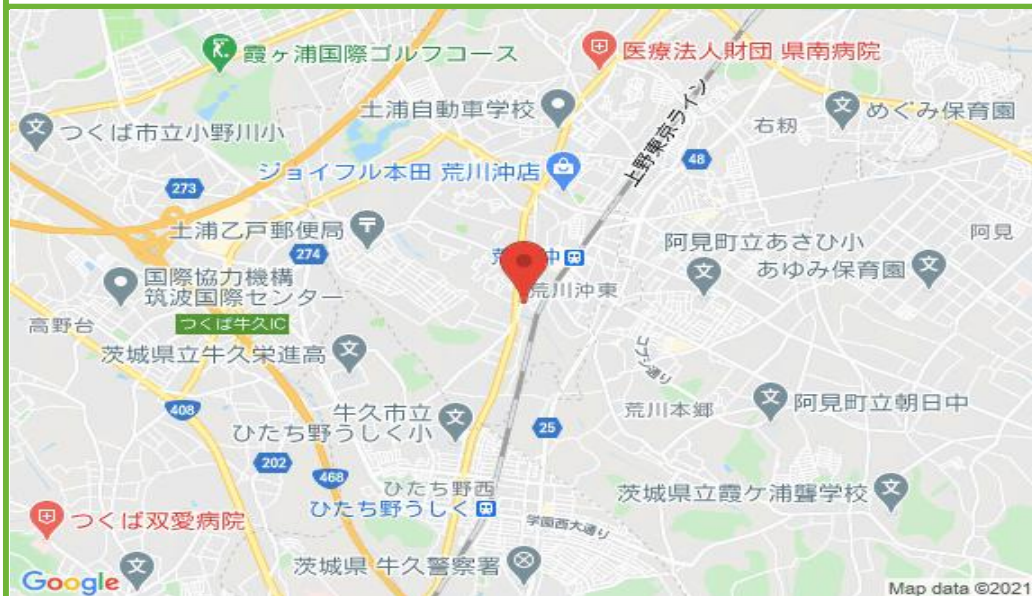 霞ヶ浦国際ゴルフコース
医療法人財団 県南病院
土浦自動車学校
めぐみ保育園
つくば市立小野川小
右籾
上野東京ライン
48
ジョイフル本田 荒川沖店
273
土浦乙戸郵便局
274
阿見町立あさひ小
阿見
あゆみ保育園
国際協力機構
筑波国際センター
荒川沖東
高野台
つくば牛久IC
茨城県立牛久栄進高
コブシ通り
408
牛久市立
ひたち野うしく小
25
荒川本郷
阿見町立朝日中
202
468
ひたち野西
ひたち野うしく
茨城県立霞ケ浦聾学校
つくば双愛病院
学園西大通り
茨城県 牛久警察署
Google
Map data ©2021